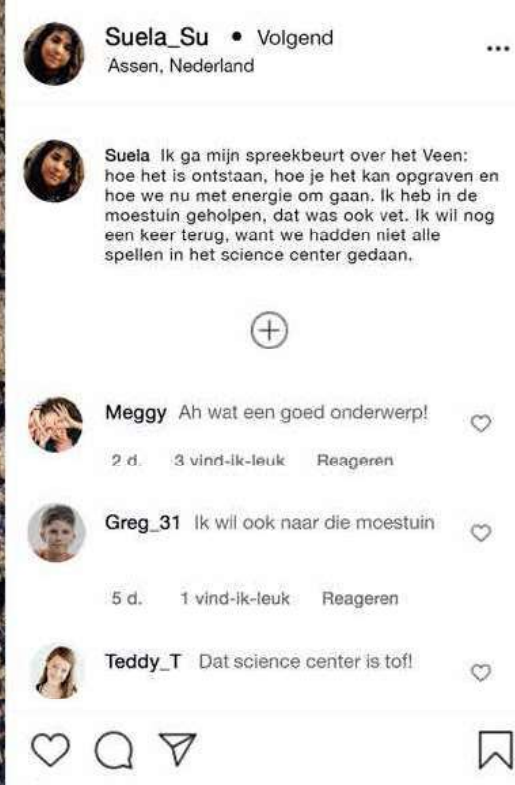 Suela_Su • Volgend
Assen, Nederland
Suela Ik ga mijn spreekbeurt over het Veen:
hoe het is ontstaan, hoe je het kan opgraven en
hoe we nu met energie om gaan. Ik heb in de
moestuin geholpen, dat was ook vet. Ik wil nog
een keer terug, want we hadden niet alle
spellen in het science center gedaan.
Meggy Ah wat een goed onderwerp!
2 d. 3 vind-ik-leuk Reageren
Greg_31 Ik wil ook naar die moestuin
5 d. 1 vind-ik-leuk Reageren
Teddy_T Dat science center is tof!